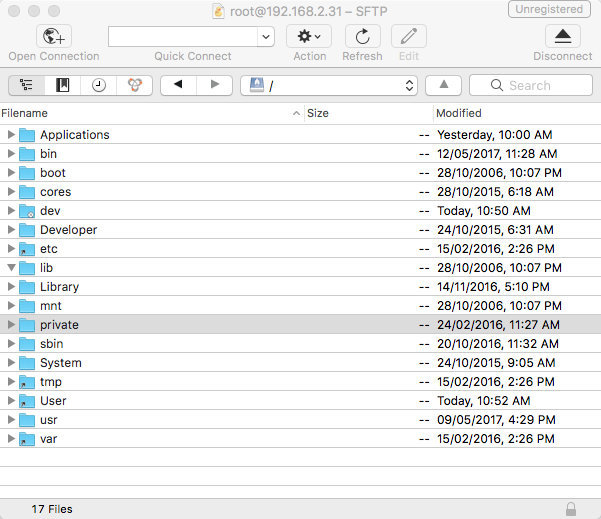 root@192.168.2.31 – SFTP
Unregistered
Open Connection
Quick Connect
Action
Refresh
Edit
Disconnect
/
Search
Filename Size Modified
Applications -- Yesterday, 10:00 AM
bin -- 12/05/2017, 11:28 AM
boot -- 28/10/2006, 10:07 PM
cores -- 28/10/2015, 6:18 AM
dev -- Today, 10:50 AM
Developer -- 24/10/2015, 6:31 AM
etc -- 15/02/2016, 2:26 PM
lib -- 28/10/2006, 10:07 PM
Library -- 14/11/2016, 5:10 PM
mnt -- 28/10/2006, 10:07 PM
private -- 24/02/2016, 11:27 AM
sbin -- 20/10/2016, 11:32 AM
System -- 24/10/2015, 9:05 AM
tmp -- 15/02/2016, 2:26 PM
User -- Today, 10:52 AM
usr -- 09/05/2017, 4:29 PM
var -- 15/02/2016, 2:26 PM
17 Files